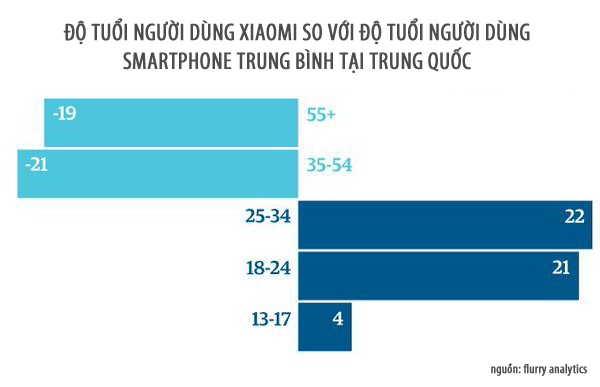 ĐỘ TUỔI NGƯỜI DÙNG XIAOMI SO VỚI ĐỘ TUỔI NGƯỜI DÙNG
SMARTPHONE TRUNG BÌNH TẠI TRUNG QUỐC
-19 55+
-21 35-54
25-34 22
18-24 21
13-17 4
nguồn: flurry analytics